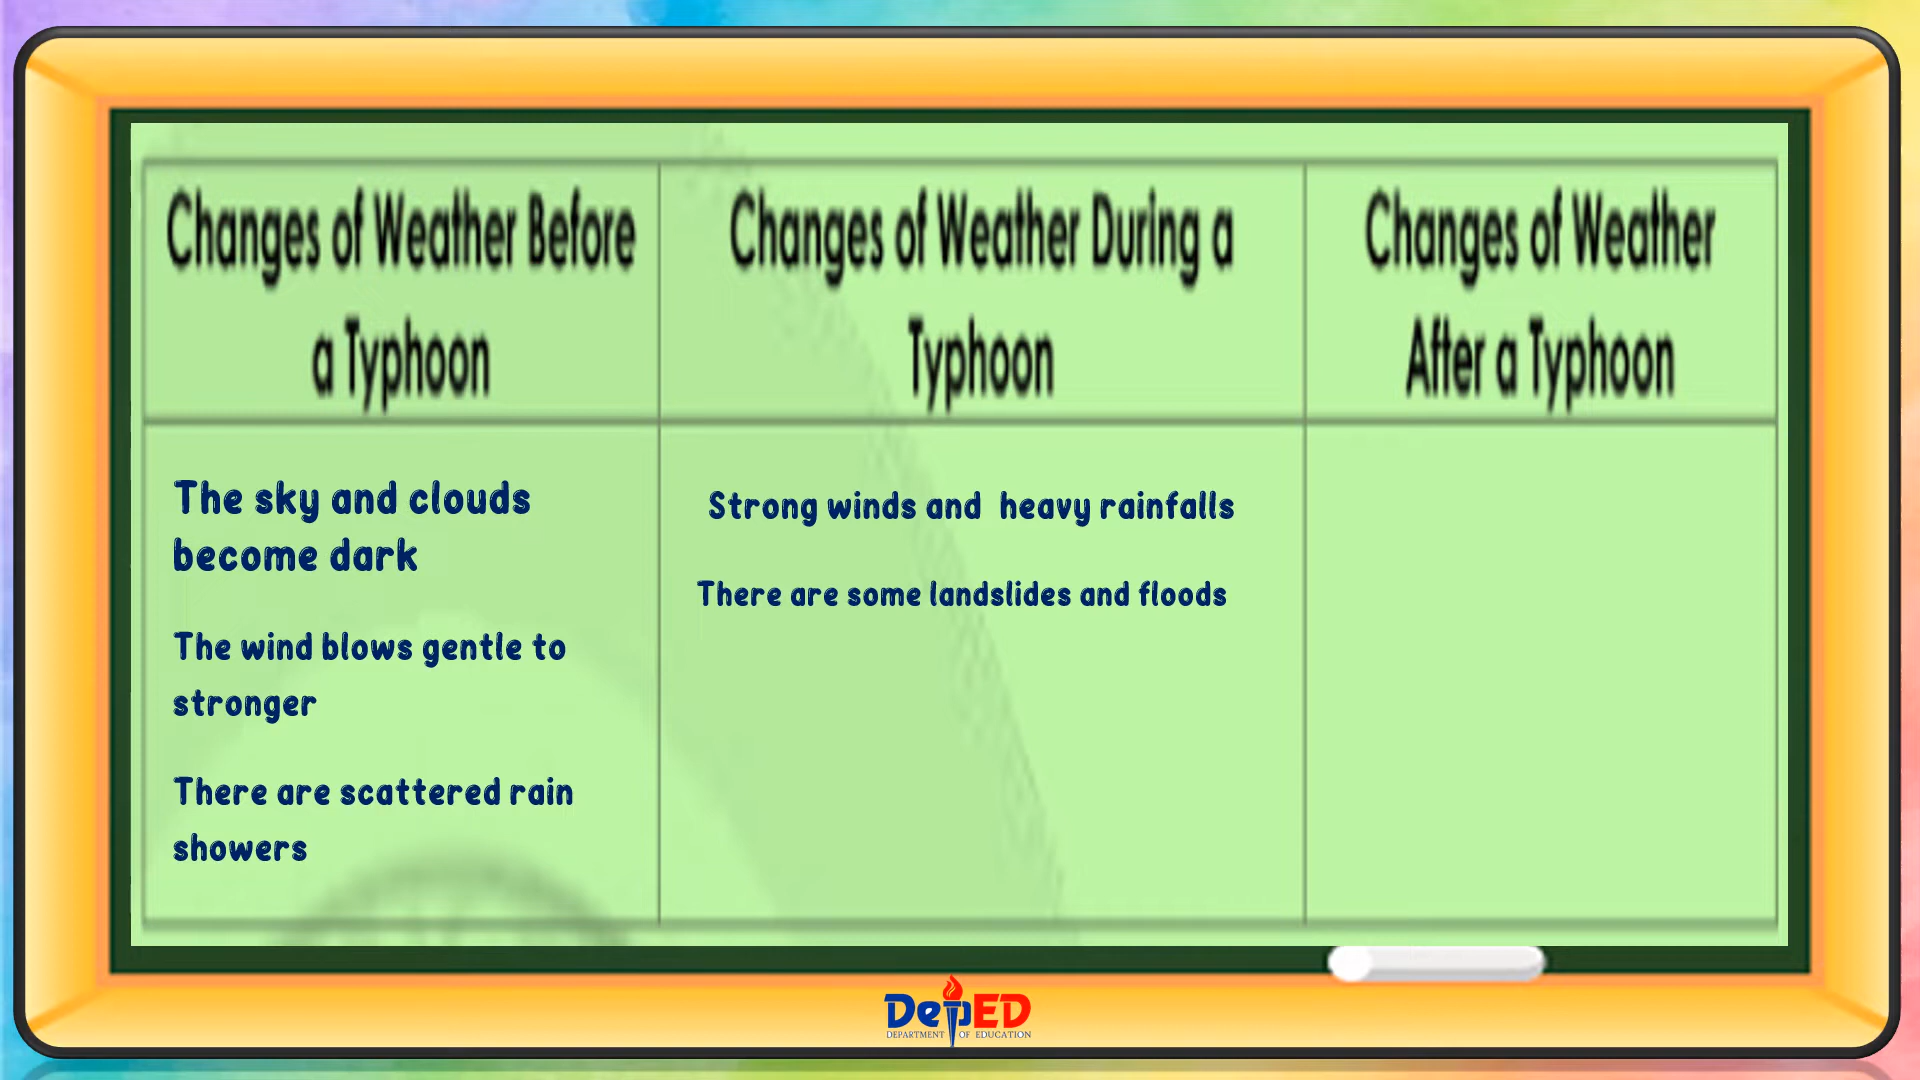 Changes of Weather Before
a Typhoon
Changes of Weather During a
Typhoon
Changes of Weather
After a Typhoon
The sky and clouds
become dark
The wind blows gentle to
stronger
There are scattered rain
showers
Strong winds and heavy rainfalls
There are some landslides and floods
DepED
DEPARTMENT OF EDUCATION